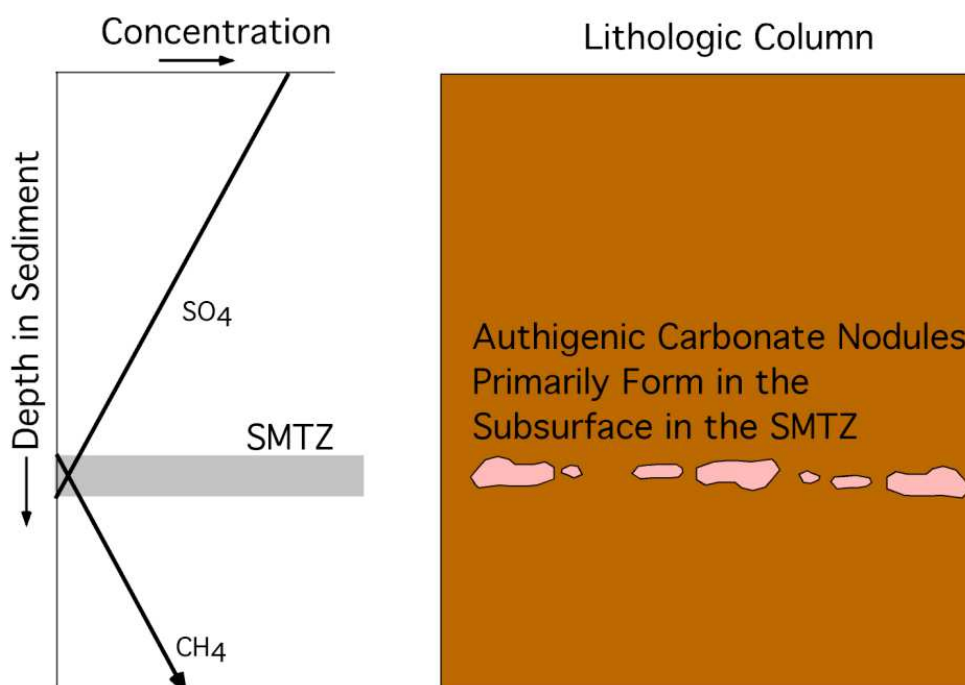 Concentration
Lithologic Column
Depth in Sediment
SO4
Authigenic Carbonate Nodules
Primarily Form in the
Subsurface in the SMTZ
SMTZ
CH4